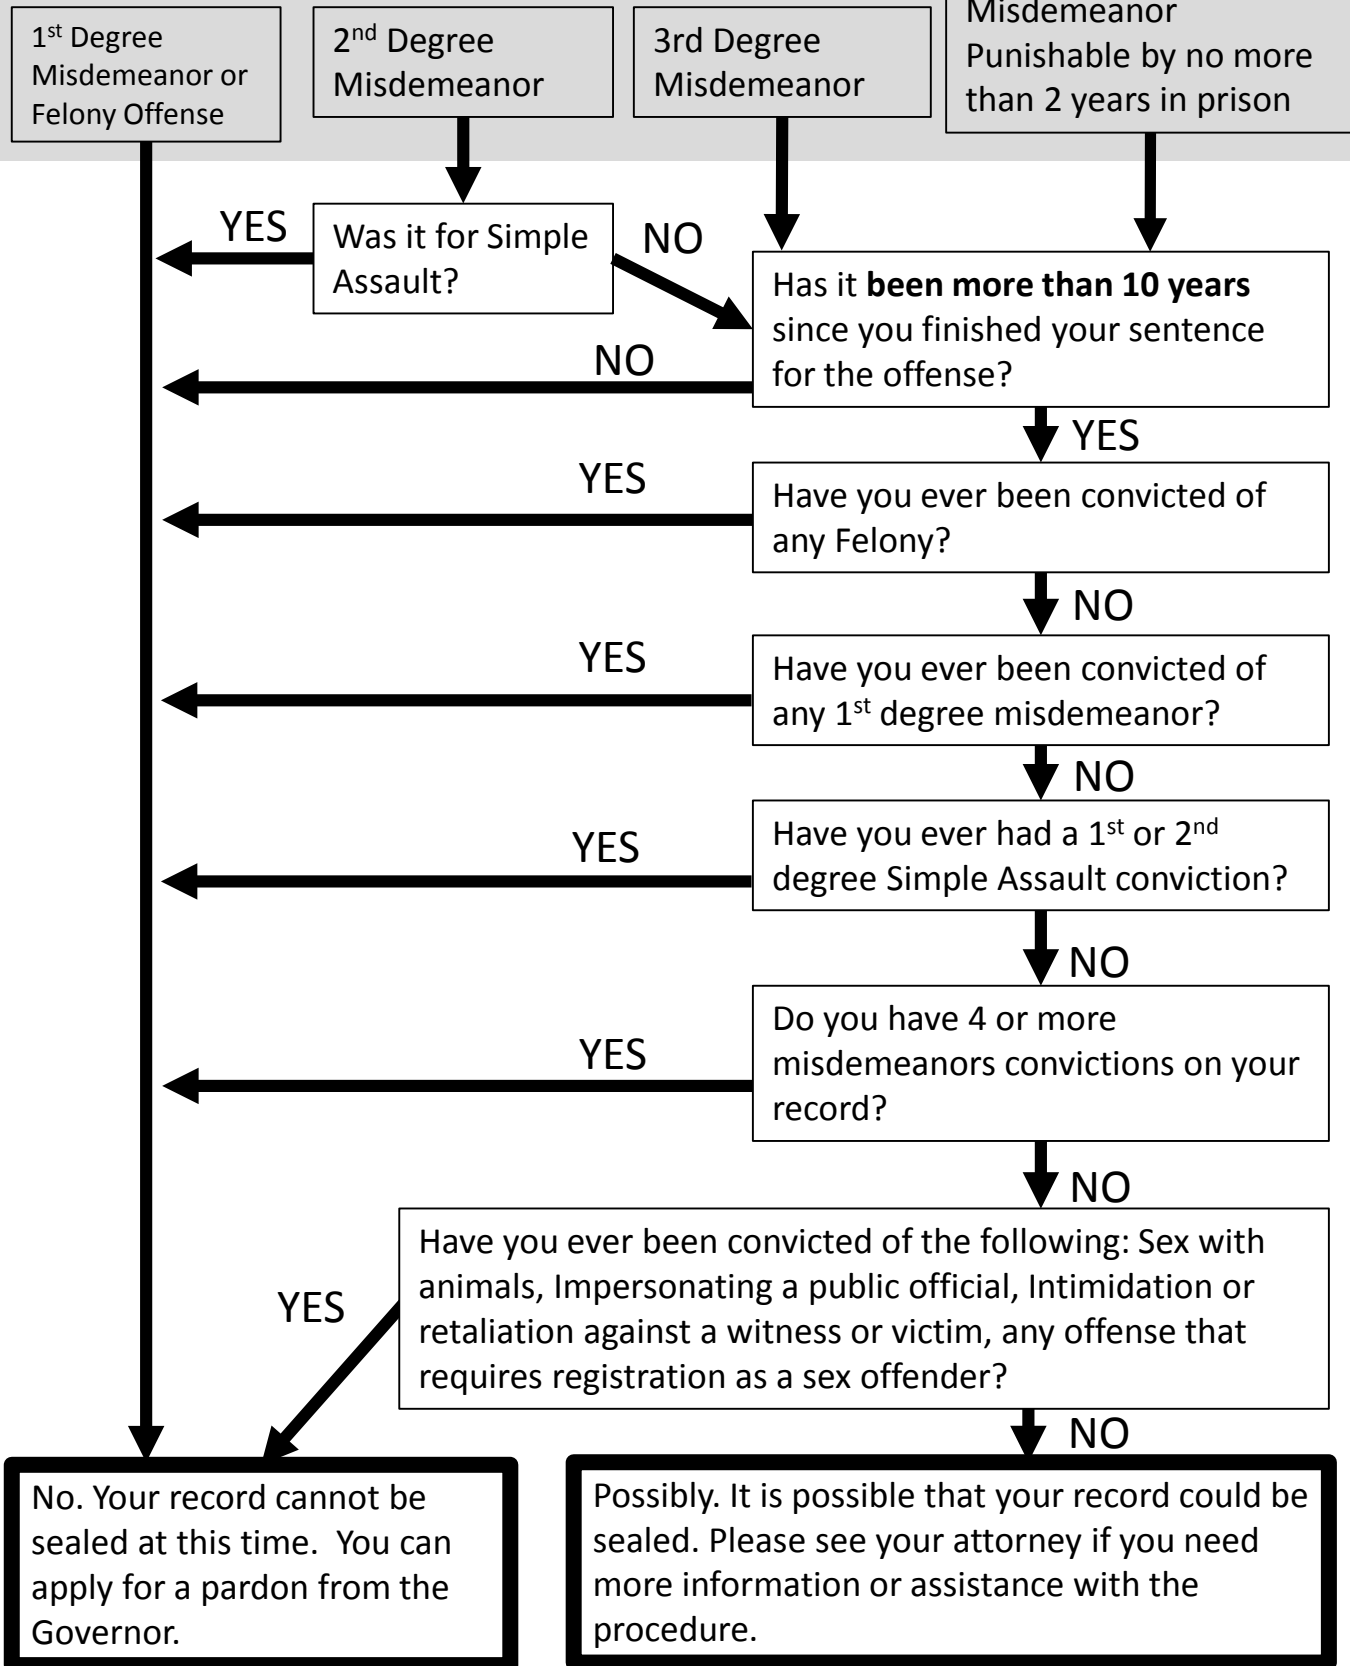 1st Degree
Misdemeanor or
Felony Offense
2nd Degree
Misdemeanor
3rd Degree
Misdemeanor
Misdemeanor
Punishable by no more
than 2 years in prison
YES
Was it for Simple
Assault?
NO
Has it been more than 10 years
since you finished your sentence
for the offense?
NO
YES
YES
Have you ever been convicted of
any Felony?
NO
YES
Have you ever been convicted of
any 1st degree misdemeanor?
NO
YES
Have you ever had a 1st or 2nd
degree Simple Assault conviction?
NO
YES
Do you have 4 or more
misdemeanors convictions on your
record?
NO
YES
Have you ever been convicted of the following: Sex with
animals, Impersonating a public official, Intimidation or
retaliation against a witness or victim, any offense that
requires registration as a sex offender?
NO
No. Your record cannot be
sealed at this time.  You can
apply for a pardon from the
Governor.
Possibly. It is possible that your record could be
sealed. Please see your attorney if you need
more information or assistance with the
procedure.